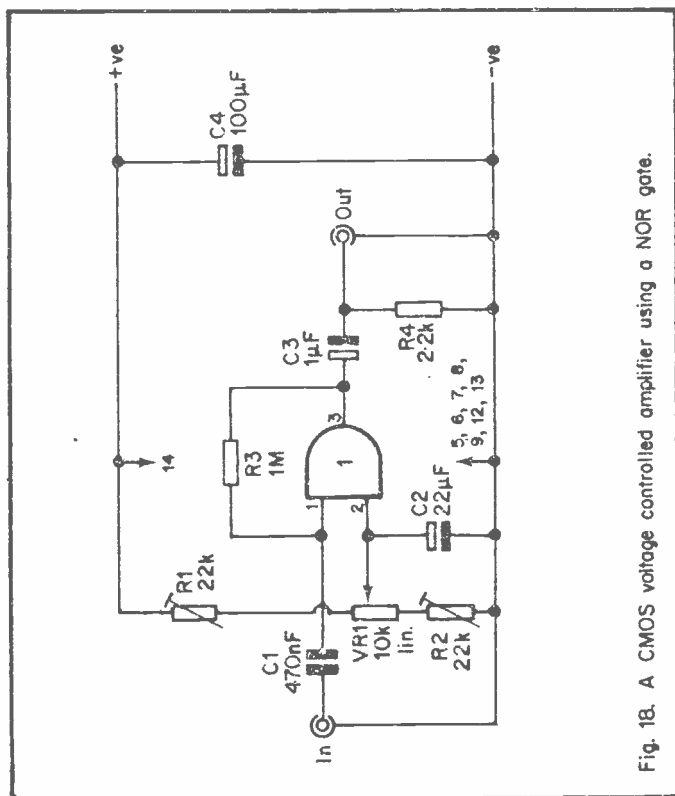 +ve
C4
100µF
Out
C3
1µF
R4
2·2k
R3
1M
14
3
1
1
2
5, 6, 7, 8,
9, 12, 13
C2
22µF
R1
22k
VR1
10k
lin.
R2
22k
C1
470nF
In
-ve
Fig. 18. A CMOS voltage controlled amplifier using a NOR gate.